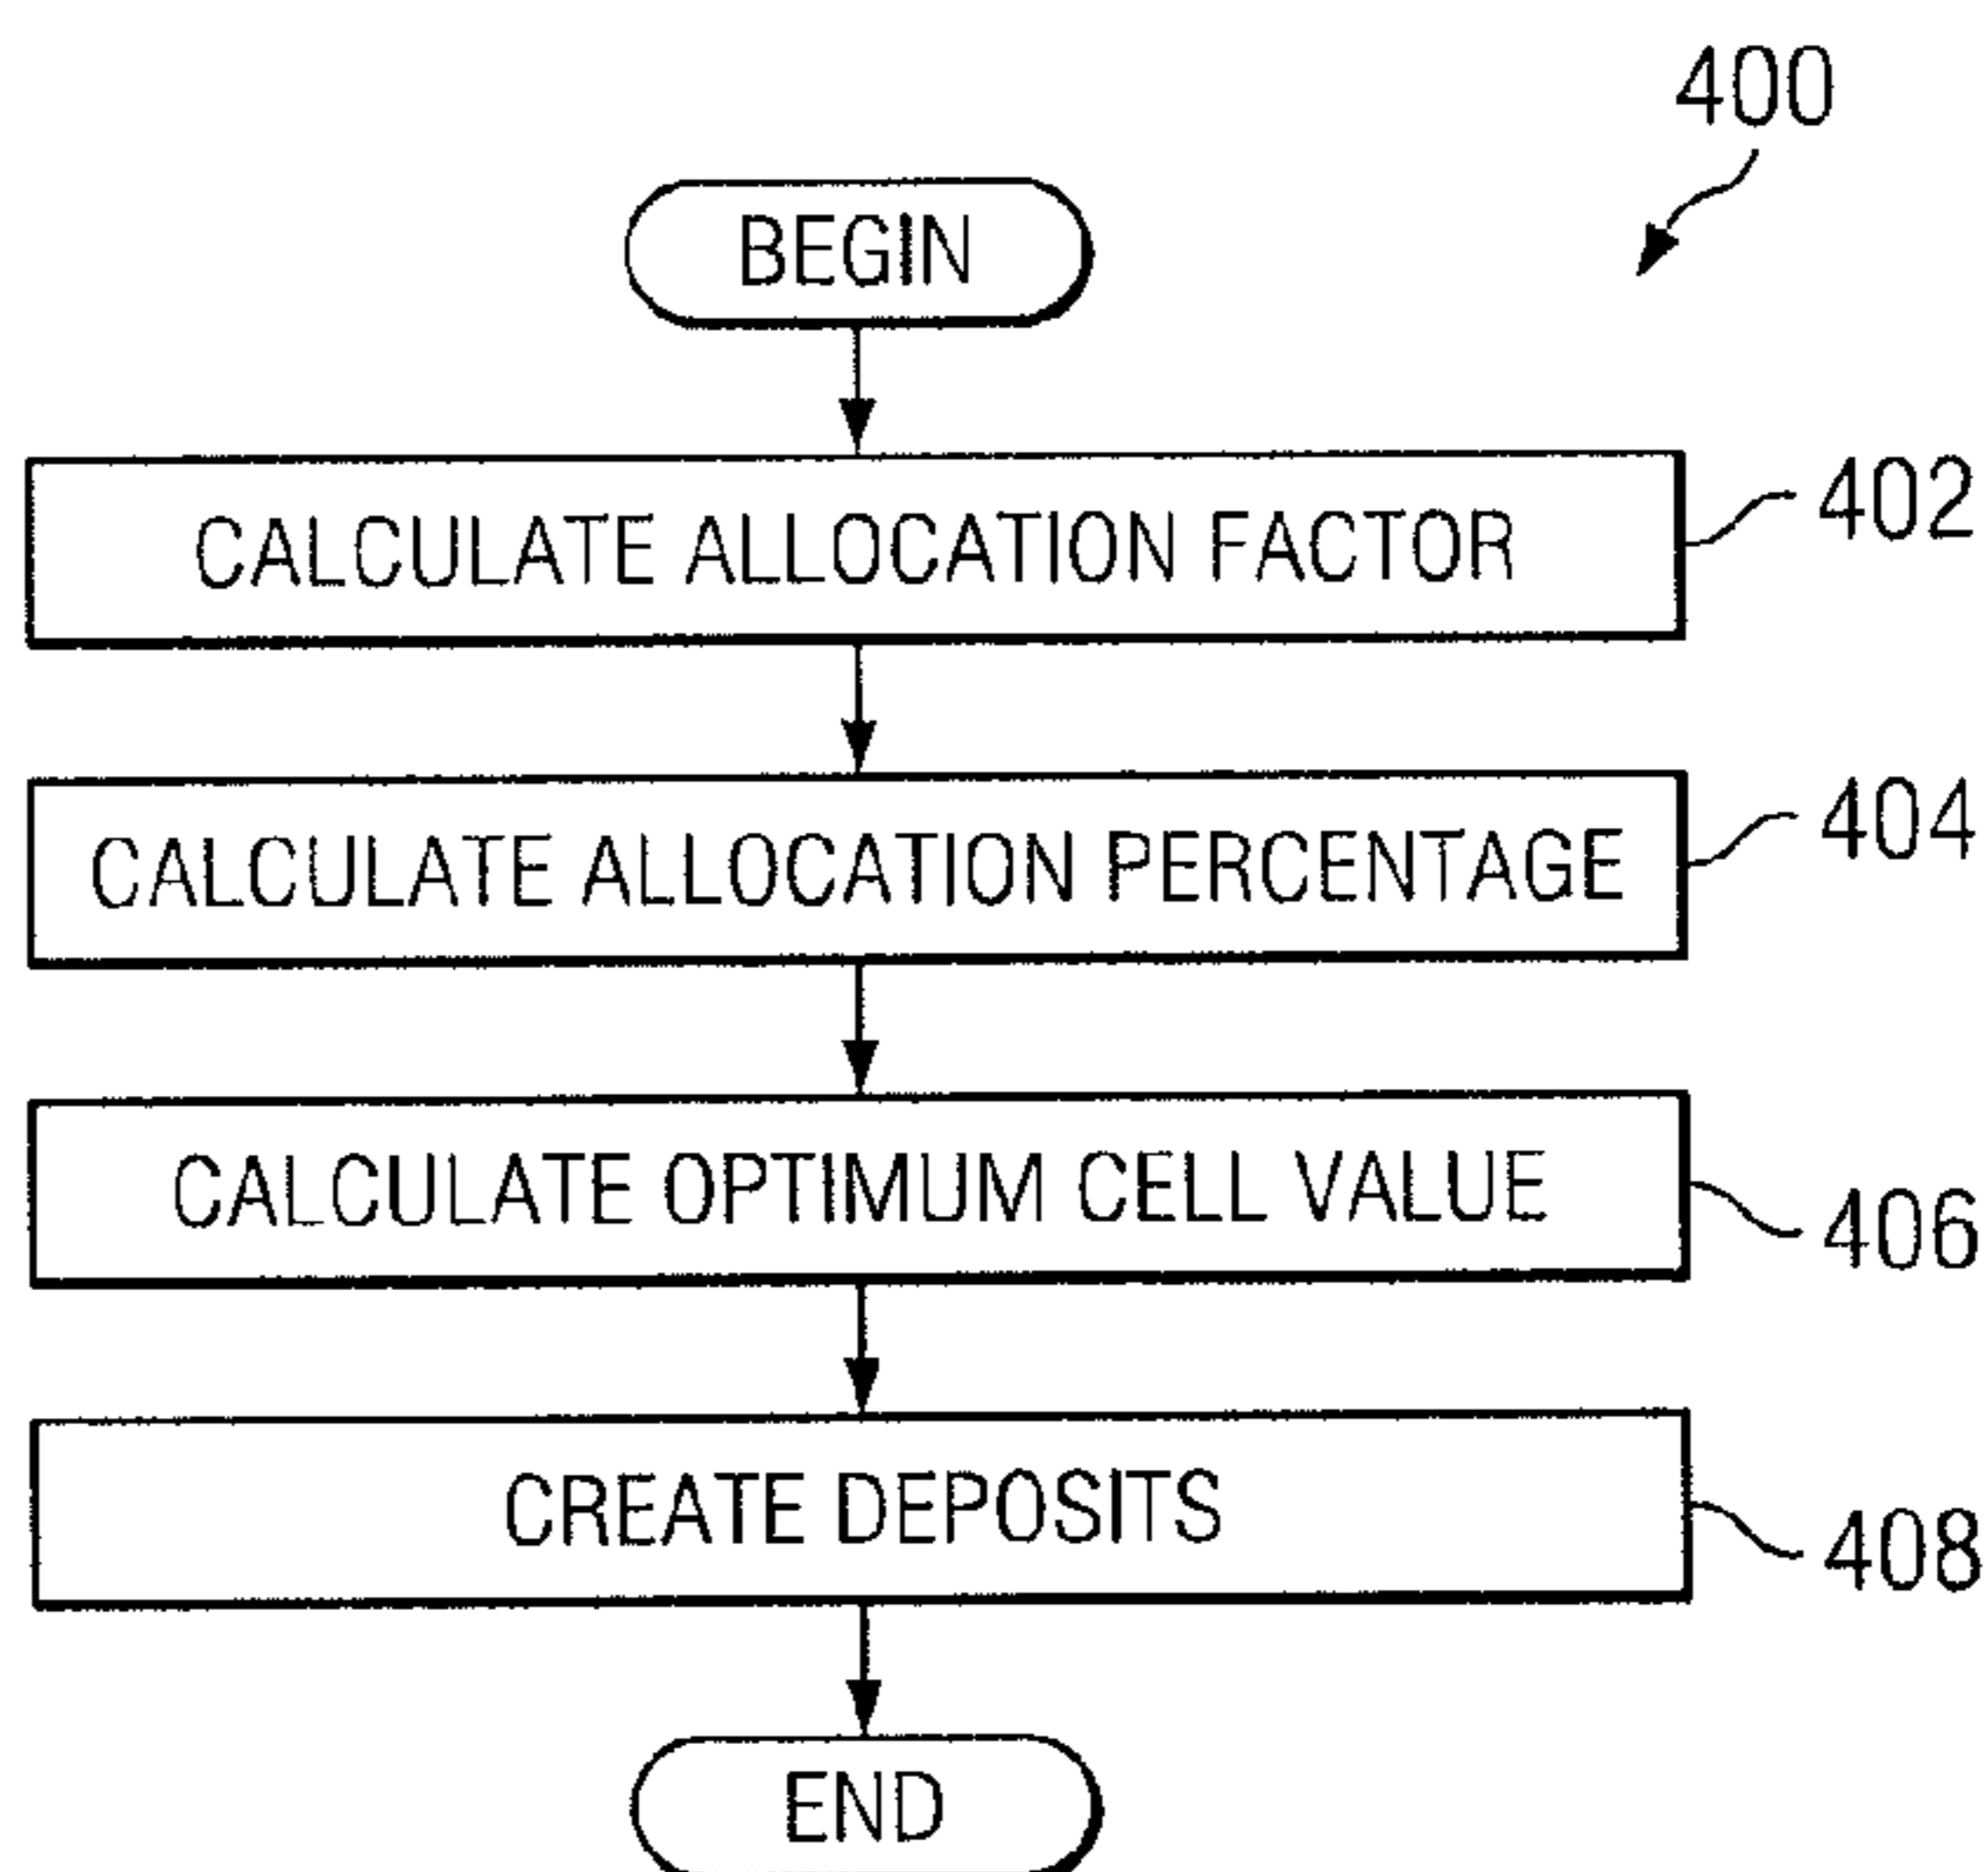 400
BEGIN
CALCULATE ALLOCATION FACTOR
402
CALCULATE ALLOCATION PERCENTAGE
404
CALCULATE OPTIMUM CELL VALUE
406
CREATE DEPOSITS
408
END